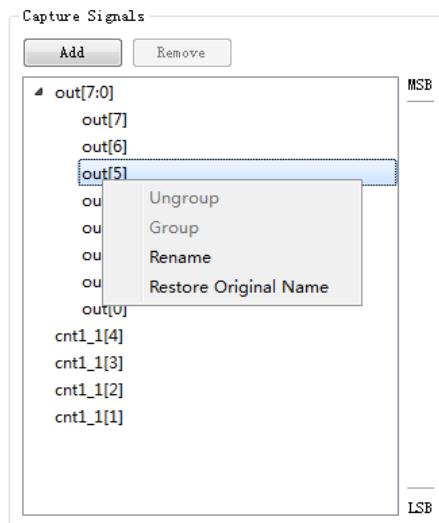 Capture Signals
Add
Remove
MSB
out[7:0]
out[7]
out[6]
out[5]
Ungroup
Group
Rename
Restore Original Name
out[0]
cnt1_1[4]
cnt1_1[3]
cnt1_1[2]
cnt1_1[1]
LSB